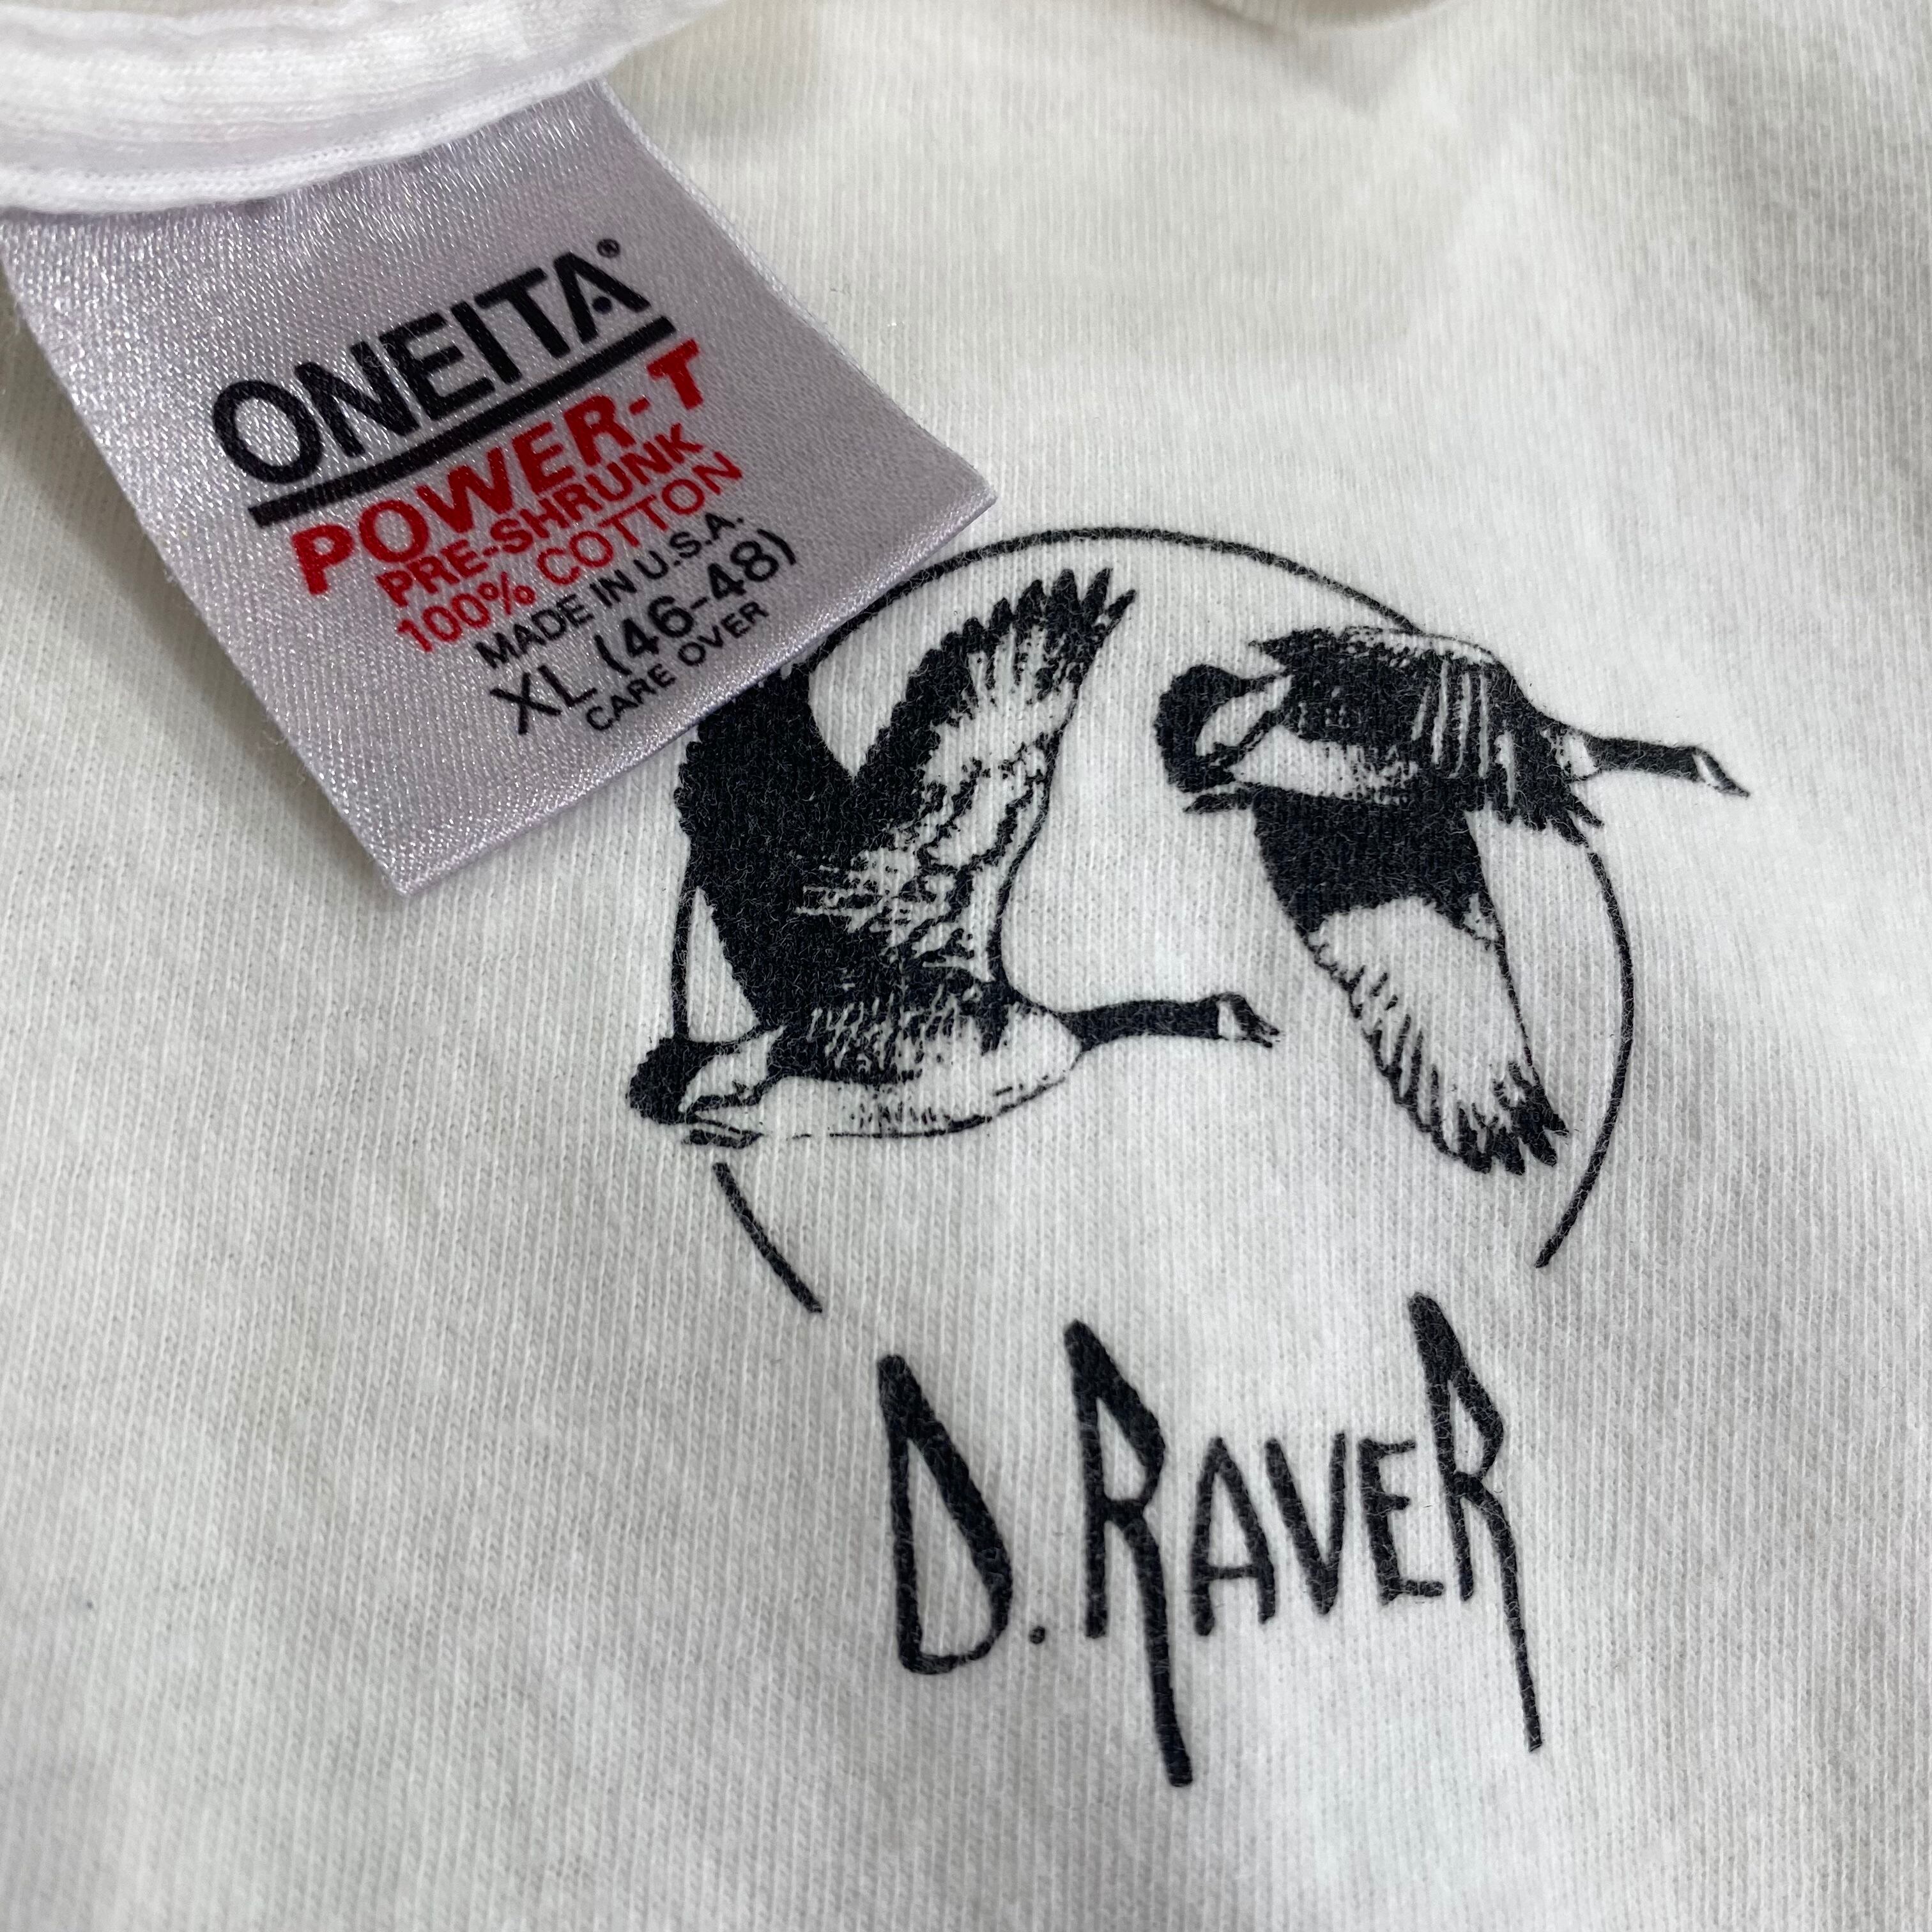 ONEITA®
POWER-T
PRE-SHRUNK
100% COTTON
MADE IN U.S.A.
XL (46-48)
CARE OVER
D. RAVER